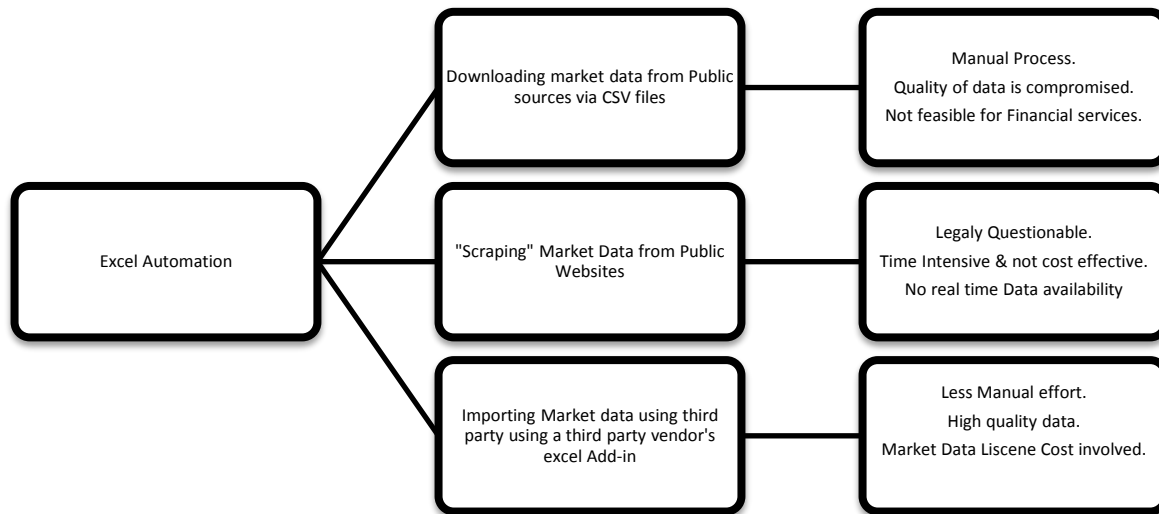 Excel Automation
Downloading market data from Public
sources via CSV files
Manual Process.
Quality of data is compromised.
Not feasible for Financial services.
"Scraping" Market Data from Public
Websites
Legaly Questionable.
Time Intensive & not cost effective.
No real time Data availability
Importing Market data using third
party using a third party vendor's
excel Add-in
Less Manual effort.
High quality data.
Market Data Liscene Cost involved.